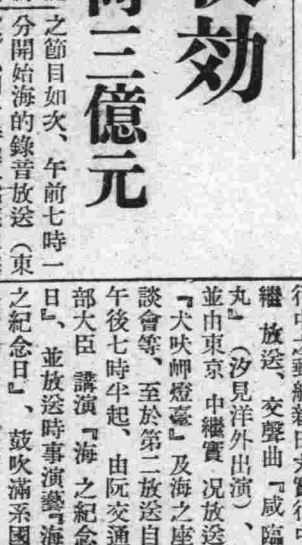 効
三億元
之節目如次、午前七時一
分開始海的錄音放送(東
繼 放送、交聲曲『咸臨
丸』(汐見洋外出演)、
並由東京 中繼實 况放送
『犬吠岬燈臺』及海之座
談會等、至於第二放送自
午後七時半起、由阮交通
部大臣 講演『海 之紀念
日』、並放送時事演藝『海
之紀念日』、鼓吹滿系國